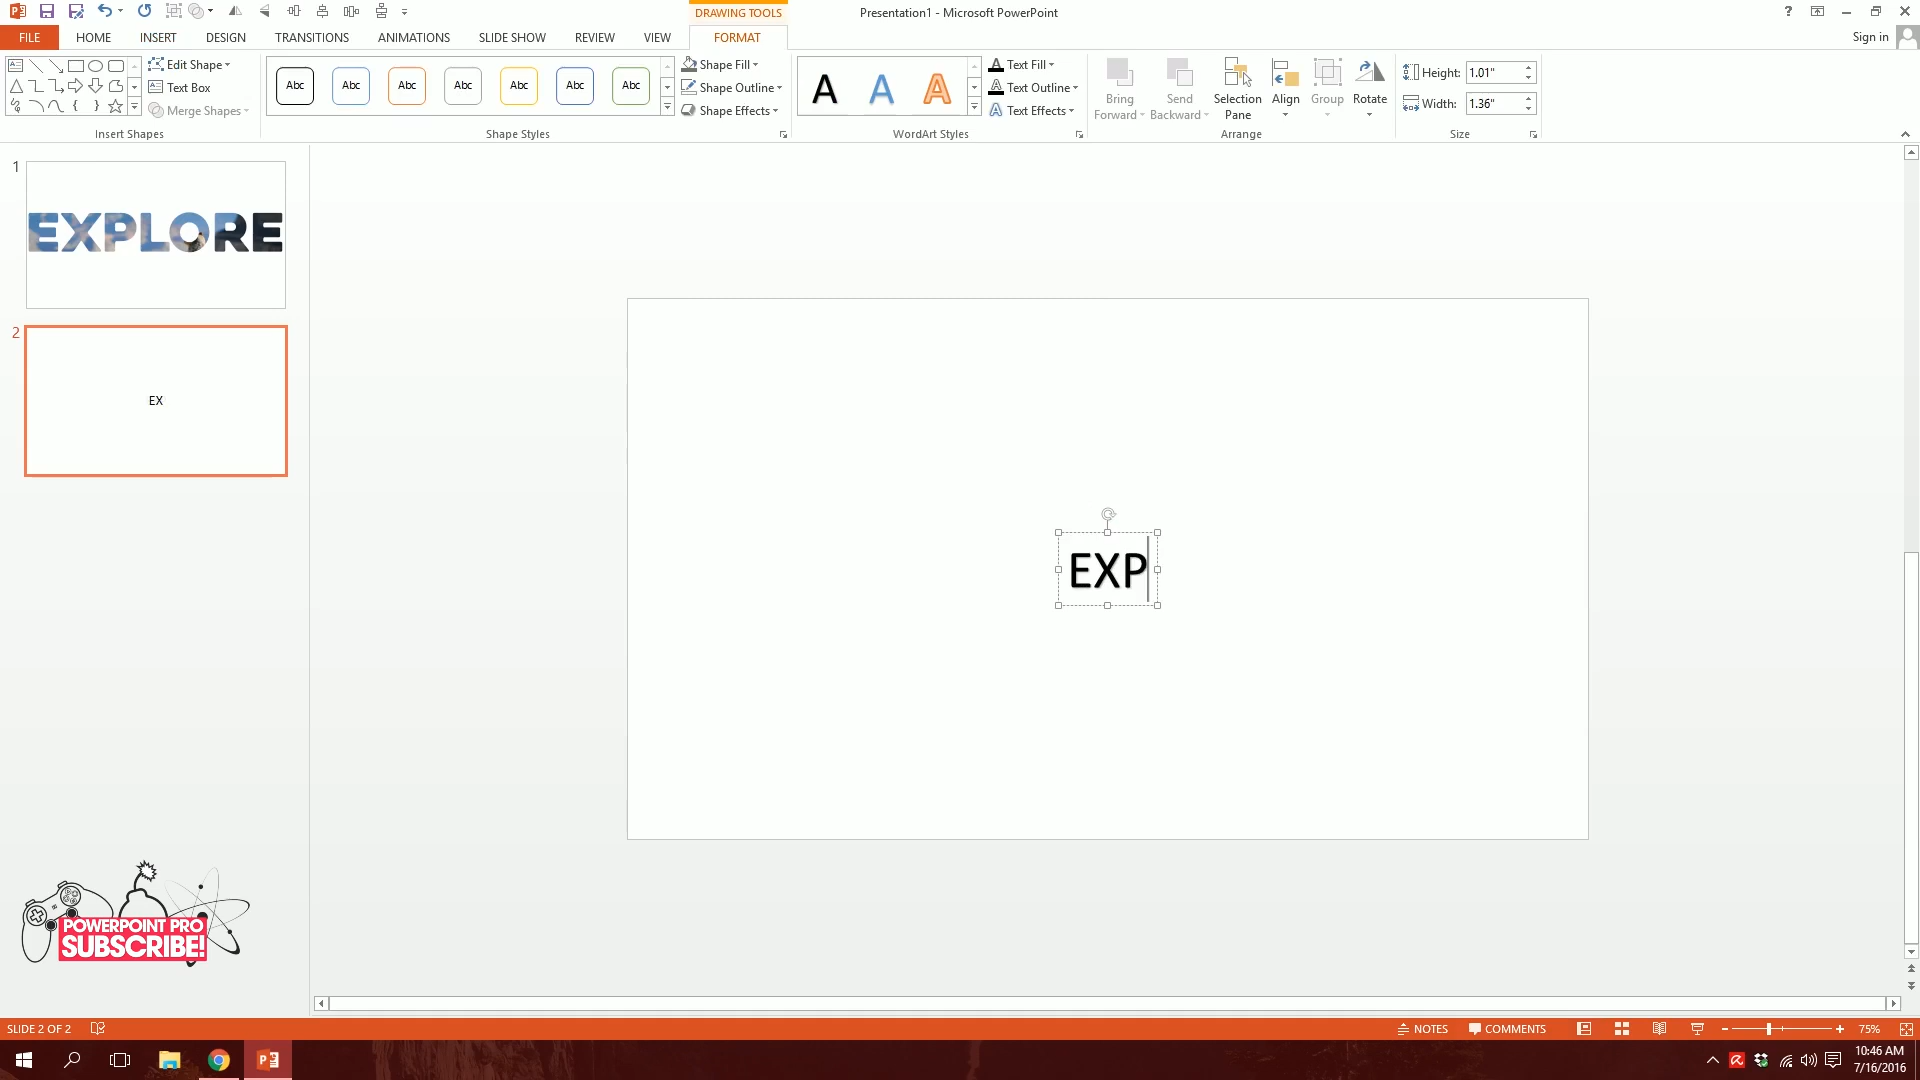 DRAWING TOOLS
Presentation1 - Microsoft PowerPoint
?
FILE
HOME
INSERT
DESIGN
TRANSITIONS
ANIMATIONS
SLIDE SHOW
REVIEW
VIEW
FORMAT
Sign in
Edit Shape
Text Box
Merge Shapes
Insert Shapes
Abc
Abc
Abc
Abc
Abc
Abc
Abc
Shape Fill
Shape Outline
Shape Effects
Shape Styles
A
A
A
Text Fill
Text Outline
Text Effects
WordArt Styles
Bring
Forward
Send
Backward
Selection
Pane
Align
Group
Rotate
Arrange
Height: 1.01"
Width: 1.36"
Size
1
EXPLORE
2
EX
EXP
POWERPOINT PRO
SUBSCRIBE!
SLIDE 2 OF 2
NOTES
COMMENTS
75%
10:46 AM
7/16/2016